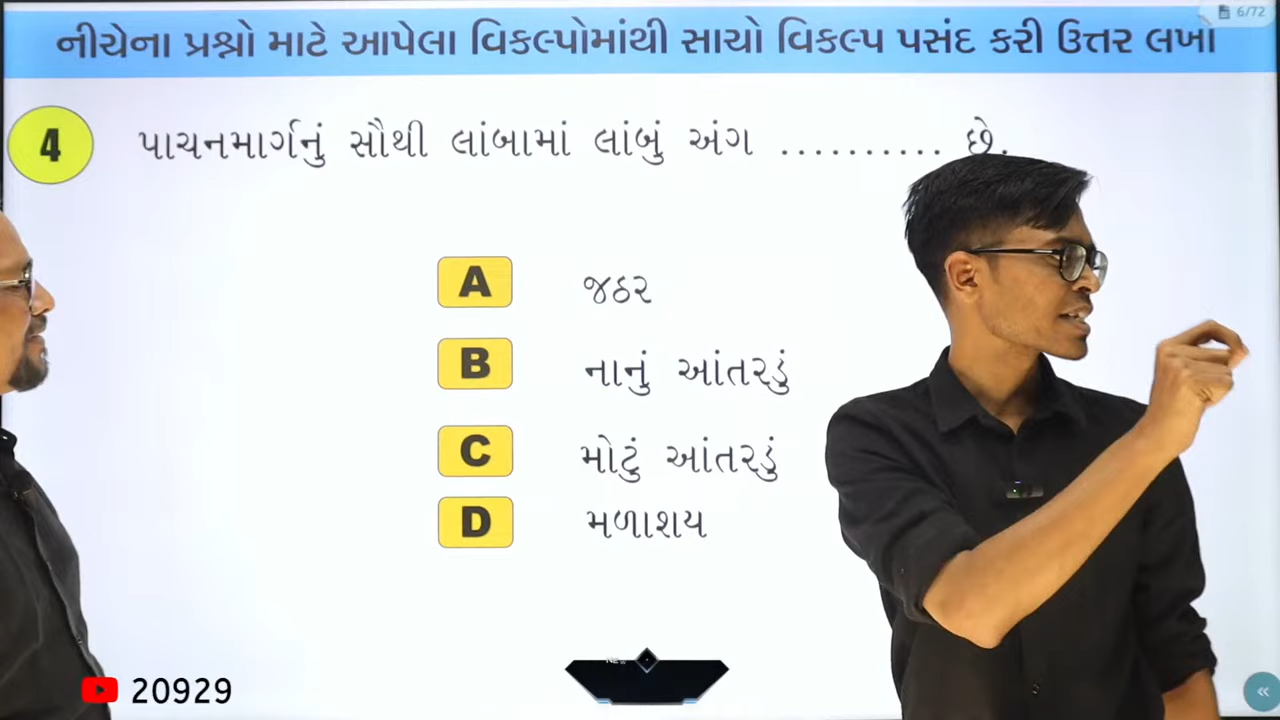 6/72
નીચેના પ્રશ્નો માટે આપેલા વિકલ્પોમાંથી સાચો વિકલ્પ પસંદ કરી ઉત્તર લખો
4 પાચનમાર્ગનું સૌથી લાંબામાં લાંબું અંગ .......... છે.
A જઠર
B નાનું આંતરડું
C મોટું આંતરડું
D મળાશય
NEW
20929